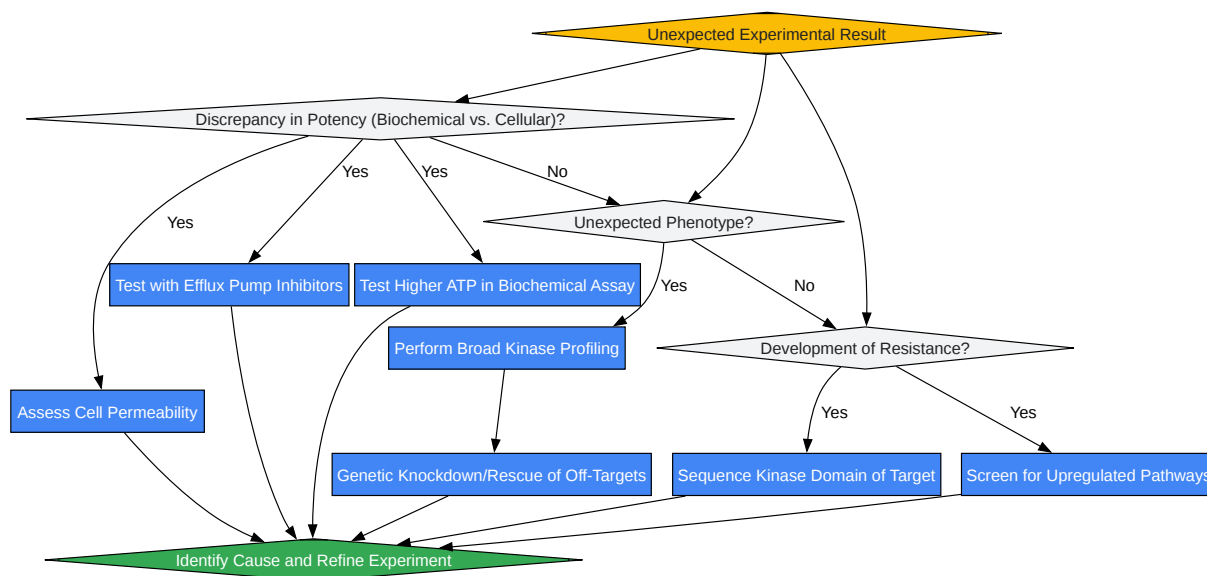 Unexpected Experimental Result
Discrepancy in Potency (Biochemical vs. Cellular)?
Yes
Yes
No
Yes
Unexpected Phenotype?
Test with Efflux Pump Inhibitors
Test Higher ATP in Biochemical Assay
Yes
No
Perform Broad Kinase Profiling
Development of Resistance?
Assess Cell Permeability
Yes
Yes
Genetic Knockdown/Rescue of Off-Targets
Sequence Kinase Domain of Target
Screen for Upregulated Pathways
Identify Cause and Refine Experiment